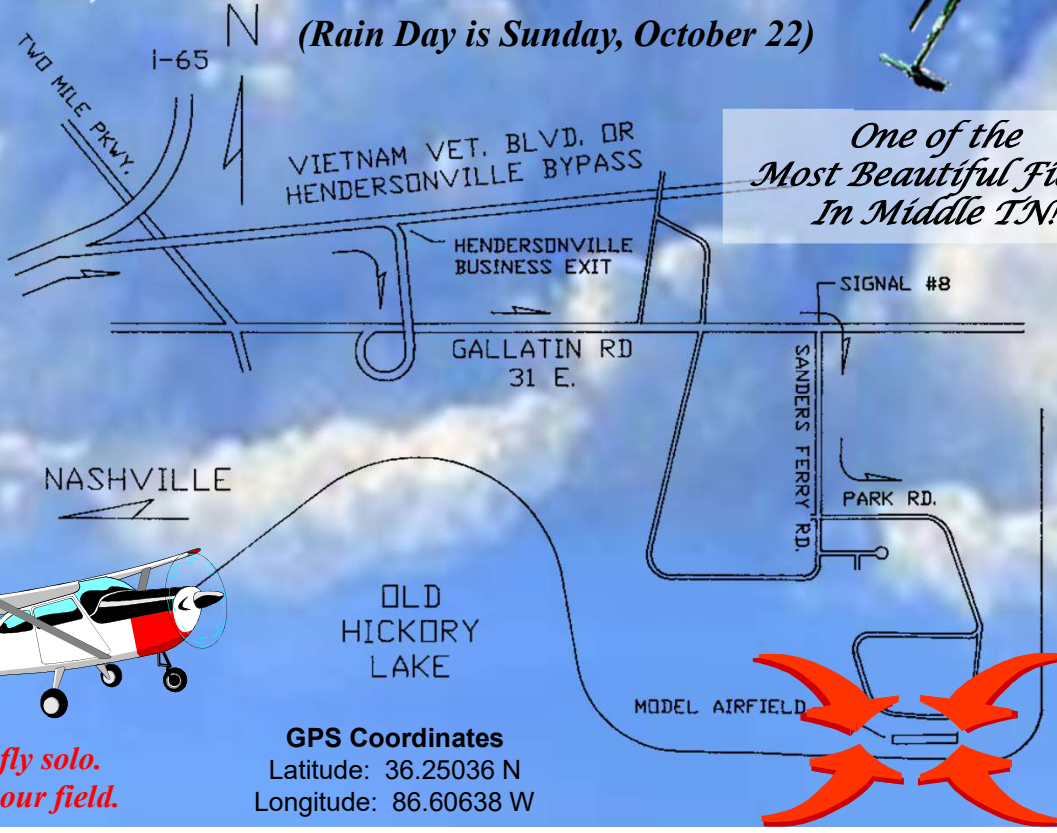 N
(Rain Day is Sunday, October 22)
i-65
TWO MILE PKWY.
VIETNAM VET. BLVD. OR
HENDERSONVILLE BYPASS
One of the
Most Beautiful
In Middle TN!
HENDERSONVILLE
BUSINESS EXIT
SIGNAL #8
GALLATIN RD
31 E.
SANDERS FERRY RD.
NASHVILLE
PARK RD.
OLD
HICKORY
LAKE
MODEL AIRFIELD
GPS Coordinates
Latitude: 36.25036 N
Longitude: 86.60638 W
fly solo.
our field.